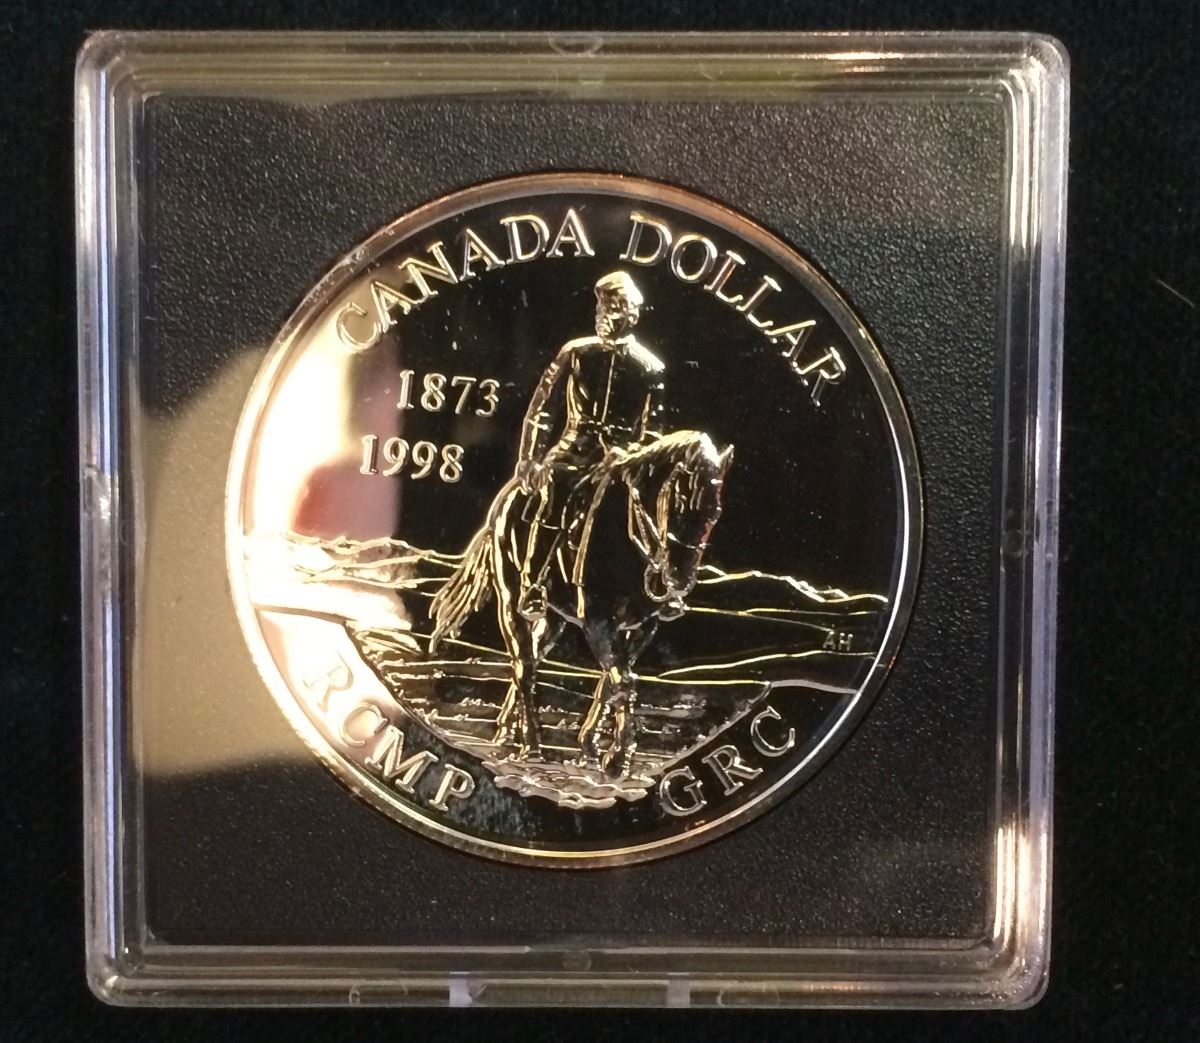 CANADA DOLLAR
1873
1998
AH
RCMP GRC